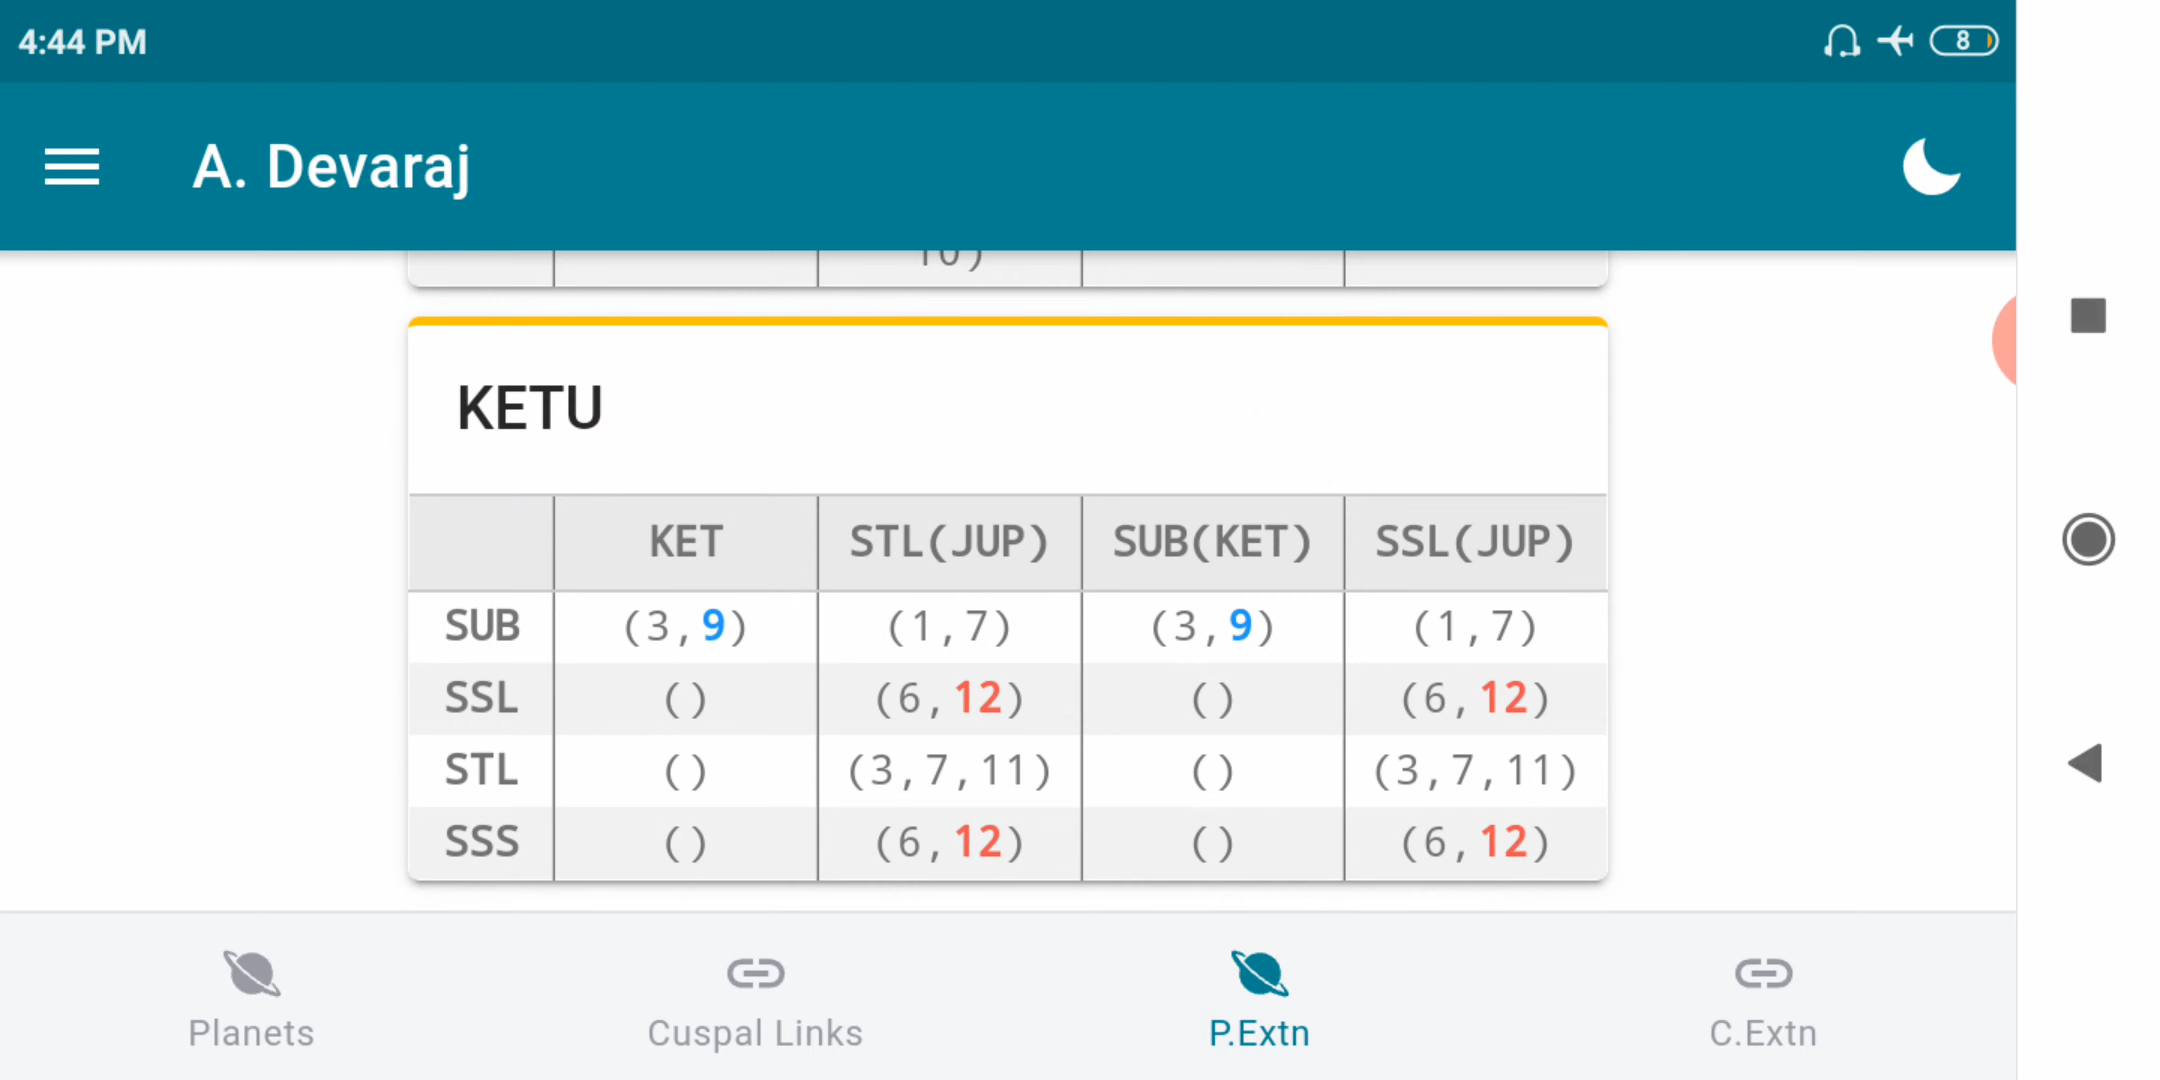 4:44 PM
8
A. Devaraj
10)
KETU
KET STL(JUP) SUB(KET) SSL(JUP)
SUB (3,9) (1,7) (3,9) (1,7)
SSL () (6,12) () (6,12)
STL () (3,7,11) () (3,7,11)
SSS () (6,12) () (6,12)
Planets Cuspal Links P.Extn C.Extn